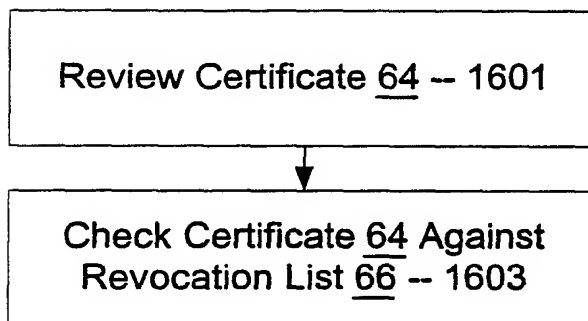 Review Certificate 64 -- 1601
Check Certificate 64 Against
Revocation List 66 -- 1603